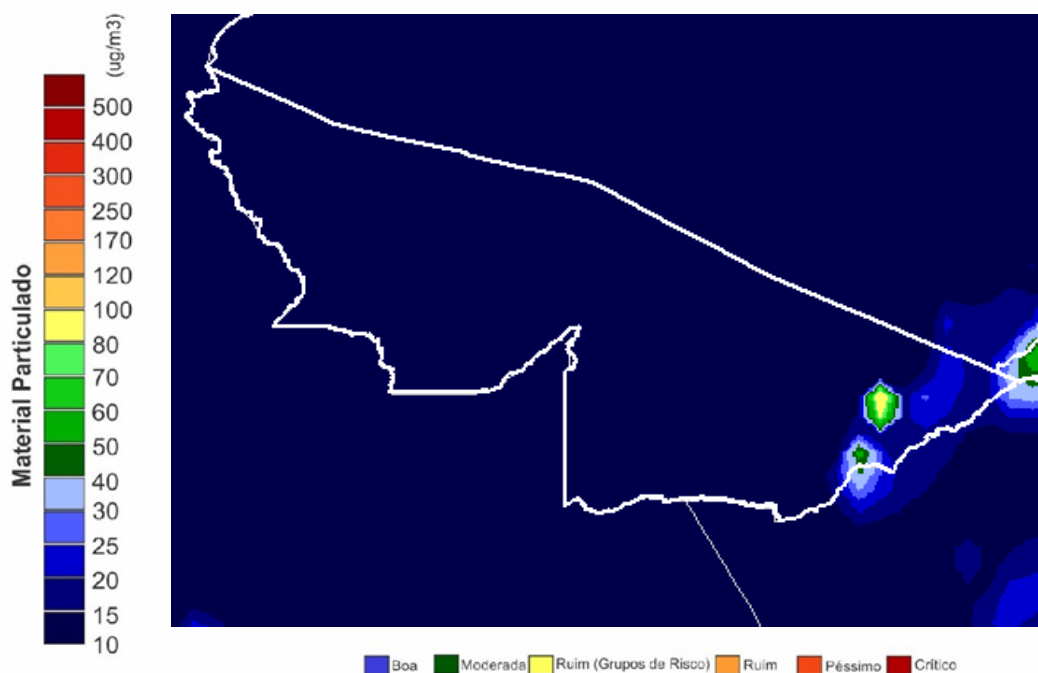 (ug/m3)
Material Particulado
500
400
300
250
170
120
100
80
70
60
50
40
30
25
20
15
10
Boa
Moderada
Ruim (Grupos de Risco)
Ruim
Péssimo
Crítico